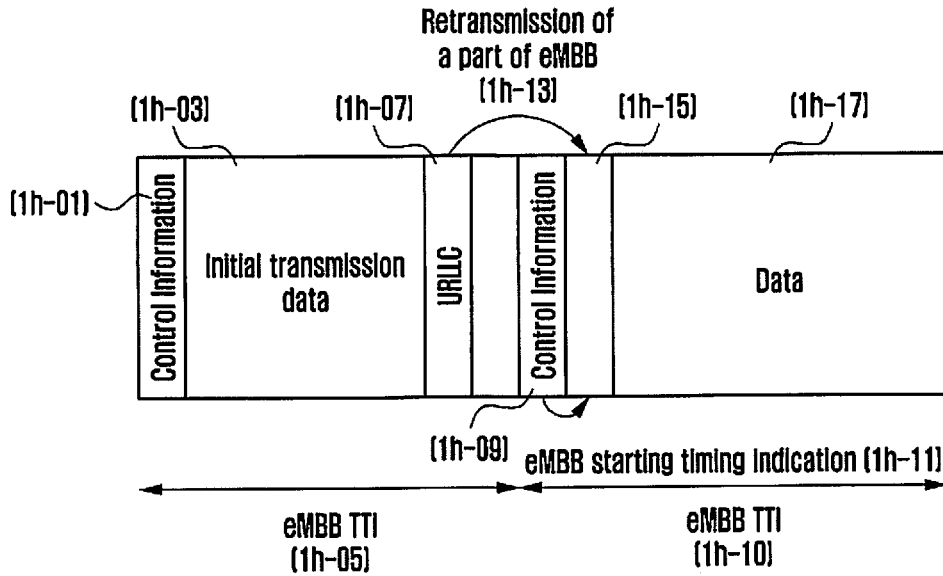 Retransmission of
a part of eMBB
(1h-13)
(1h-03)
(1h-07)
(1h-15)
(1h-17)
(1h-01)
Control Information
Initial transmission
data
URLLC
Control Information
Data
(1h-09)
eMBB starting timing indication (1h-11)
eMBB TTI
(1h-05)
eMBB TTI
(1h-10)